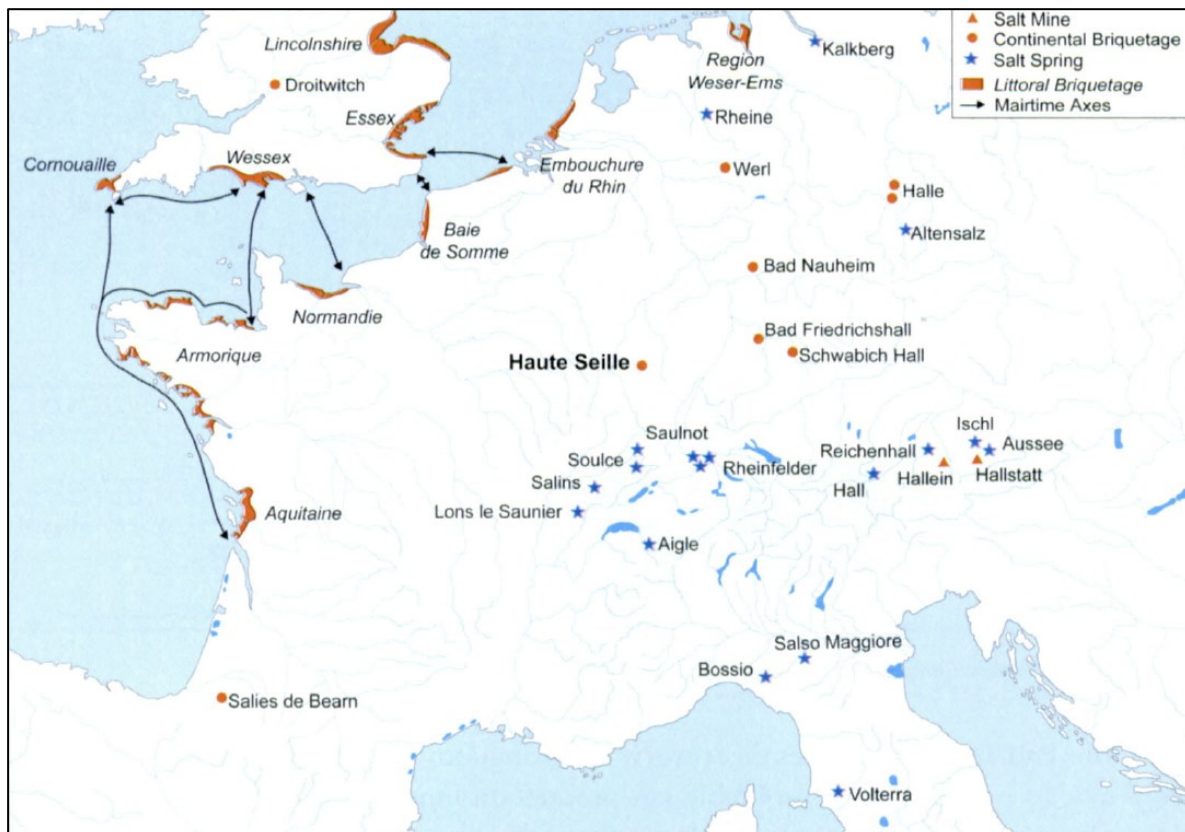 Lincolnshire
Droitwitch
Essex
Cornouaille
Wessex
Embouchure
du Rhin
Baie
de Somme
Normandie
Armorique
Aquitaine
Salies de Bearn
Region
Weser-Ems
Kalkberg
Rheine
Werl
Halle
Altensalz
Bad Nauheim
Bad Friedrichshall
Schwabich Hall
Haute Seille
Saulnot
Soulce
Salins
Lons le Saunier
Rheinfelder
Aigle
Reichenhall
Hall
Hallein
Ischl
Aussee
Hallstatt
Salso Maggiore
Bossio
Volterra
Salt Mine
Continental Briquetage
Salt Spring
Littoral Briquetage
Mairtime Axes